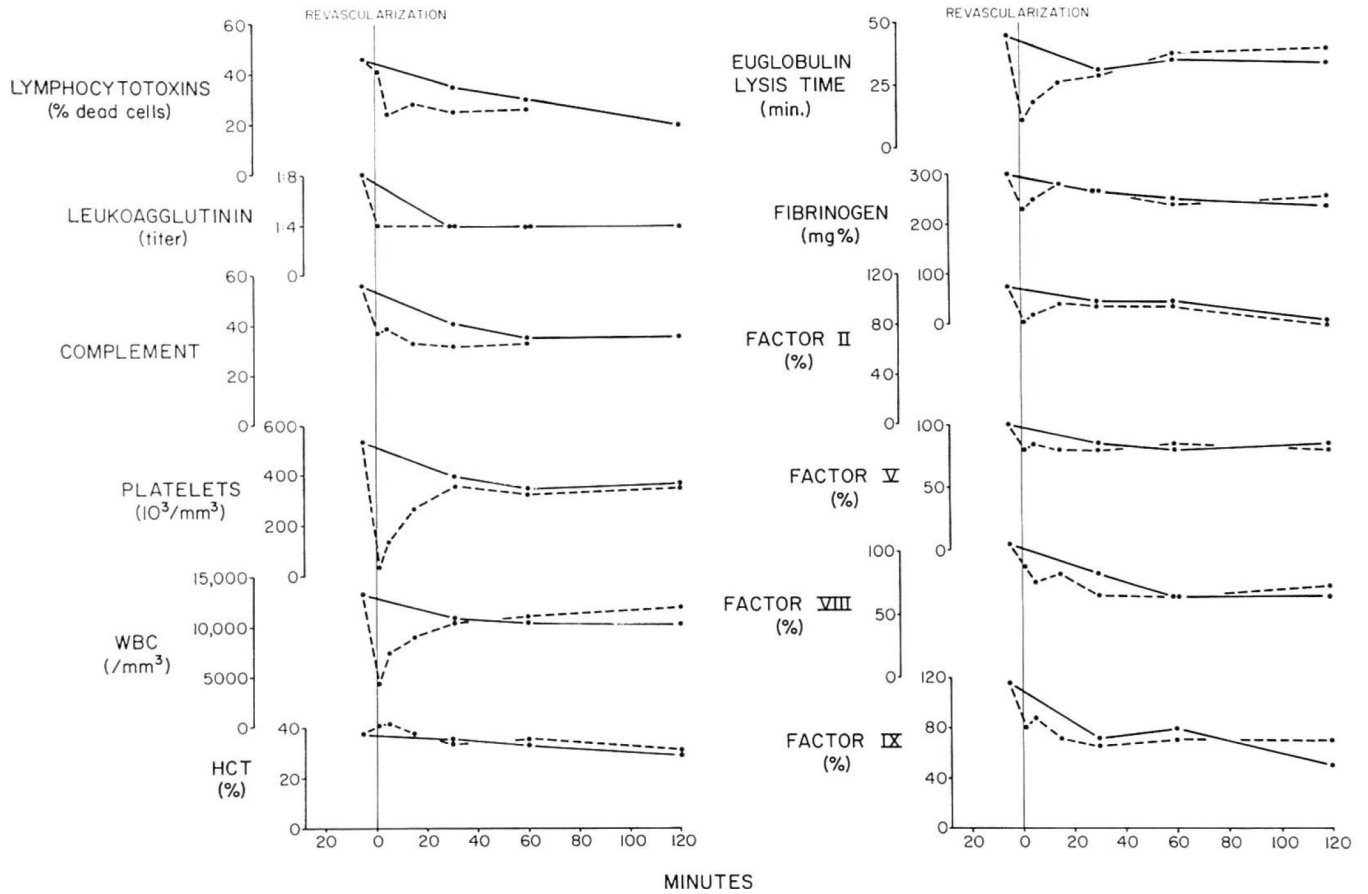 REVASCULARIZATION
60
40
20
0
LYMPHOCYTOTOXINS
(% dead cells)
1:8
1:4
0
LEUKOAGGLUTININ
(titer)
60
40
20
0
COMPLEMENT
600
400
200
0
PLATELETS
(10³/mm³)
15,000
10,000
5000
0
WBC
(/mm³)
40
20
0
HCT
(%)
20 0 20 40 60 80 100 120
REVASCULARIZATION
50
25
0
EUGLOBULIN
LYSIS TIME
(min.)
300
200
100
0
FIBRINOGEN
(mg%)
120
80
40
0
FACTOR II
(%)
100
50
0
FACTOR V
(%)
100
50
0
FACTOR VIII
(%)
120
80
40
0
FACTOR IX
(%)
20 0 20 40 60 80 100 120
MINUTES